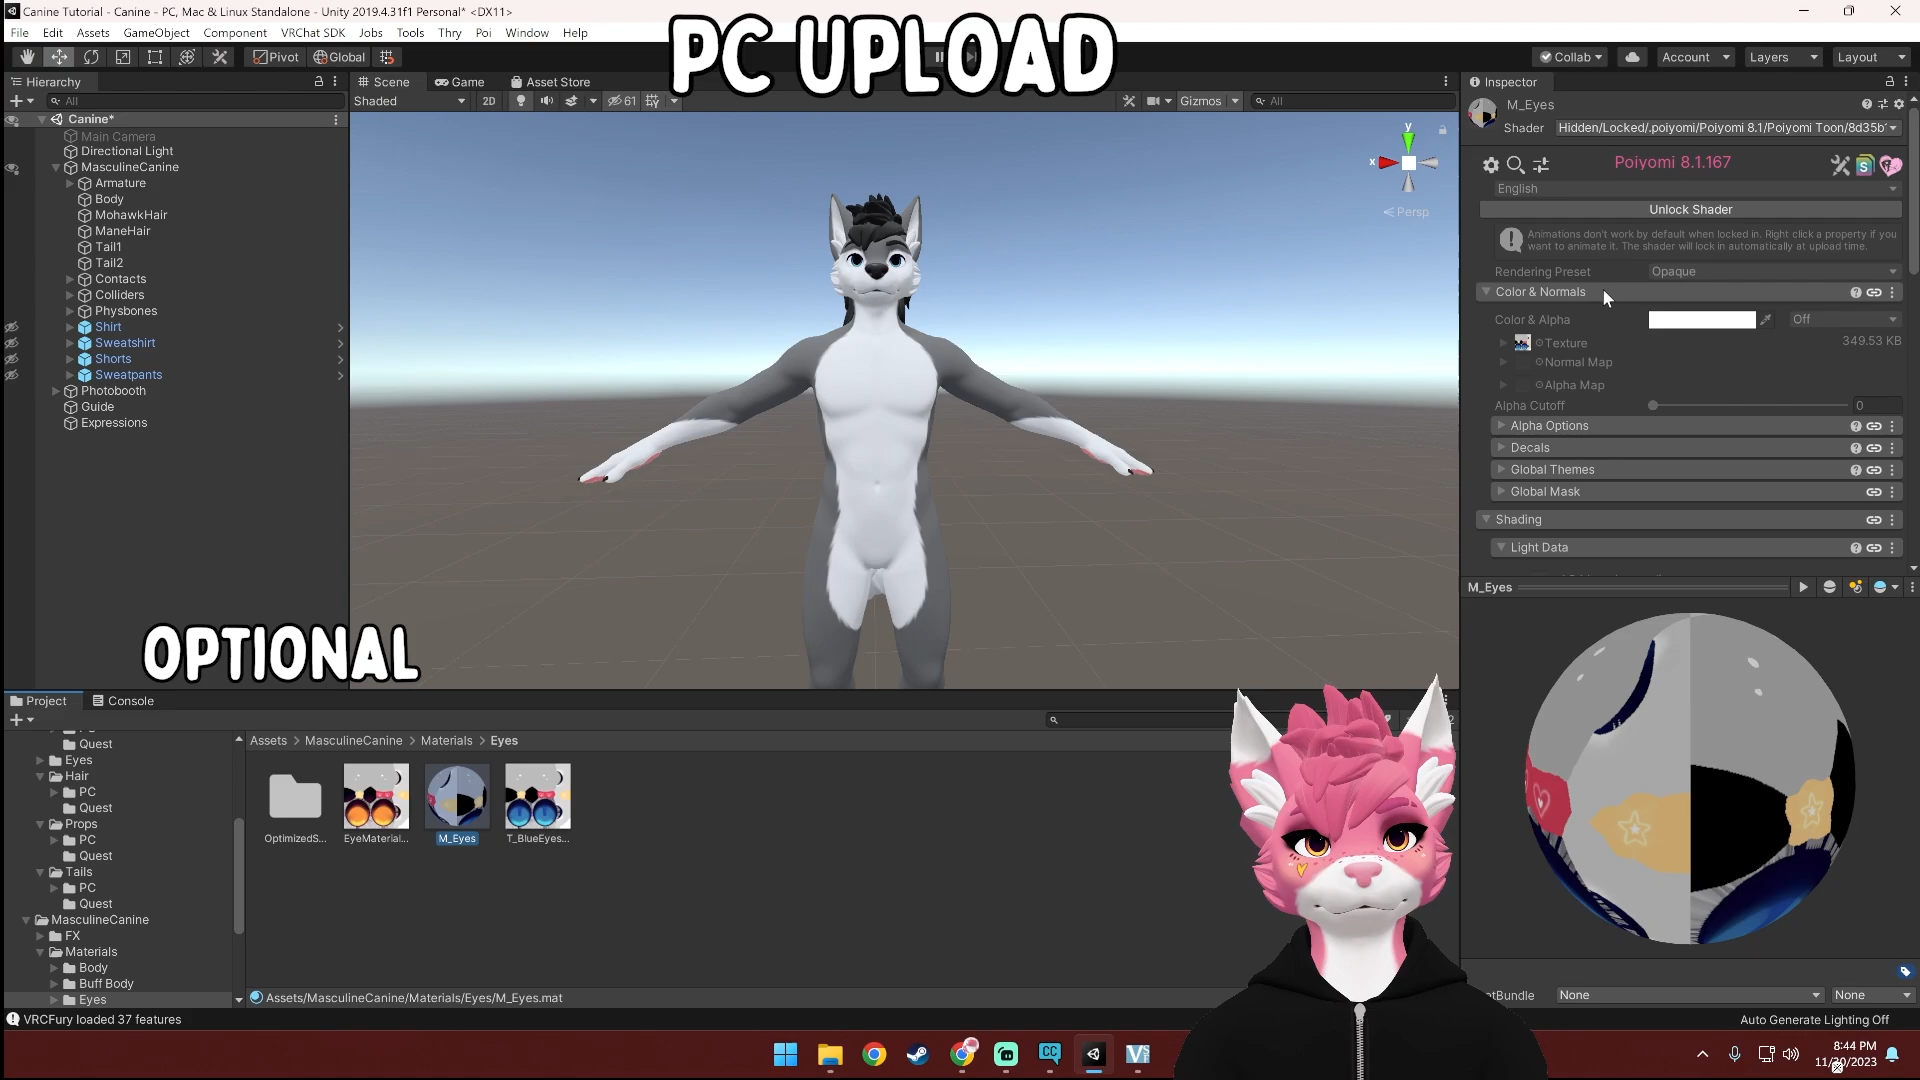 Canine Tutorial - Canine - PC, Mac & Linux Standalone - Unity 2019.4.31f1 Personal* <DX11>
File Edit Assets GameObject Component VRChat SDK Jobs Tools Thry Poi Window Help
PC UPLOAD
Pivot Global
Collab Account Layers Layout
Hierarchy
All
Canine*
Main Camera
Directional Light
MasculineCanine
Armature
Body
MohawkHair
ManeHair
Tail1
Tail2
Contacts
Colliders
Physbones
Shirt
Sweatshirt
Shorts
Sweatpants
Photobooth
Guide
Expressions
Scene Game Asset Store
Shaded 2D 61 Gizmos All
y
x
Persp
OPTIONAL
Inspector
M_Eyes
Shader Hidden/Locked/.poiyomi/Poiyomi 8.1/Poiyomi Toon/8d35b
Poiyomi 8.1.167
English
Unlock Shader
Animations don't work by default when locked in. Right click a property if you
want to animate it. The shader will lock in automatically at upload time.
Rendering Preset Opaque
Color & Normals
Color & Alpha Off
Texture 349.53 KB
Normal Map
Alpha Map
Alpha Cutoff 0
Alpha Options
Decals
Global Themes
Global Mask
Shading
Light Data
M_Eyes
Project Console
Quest
Eyes
Hair
PC
Quest
Props
PC
Quest
Tails
PC
Quest
MasculineCanine
FX
Materials
Body
Buff Body
Eyes
Assets > MasculineCanine > Materials > Eyes
OptimizedS...
EyeMaterial...
M_Eyes
T_BlueEyes...
Assets/MasculineCanine/Materials/Eyes/M_Eyes.mat
etBundle None None
VRCFury loaded 37 features
Auto Generate Lighting Off
CC
8:44 PM
11/30/2023